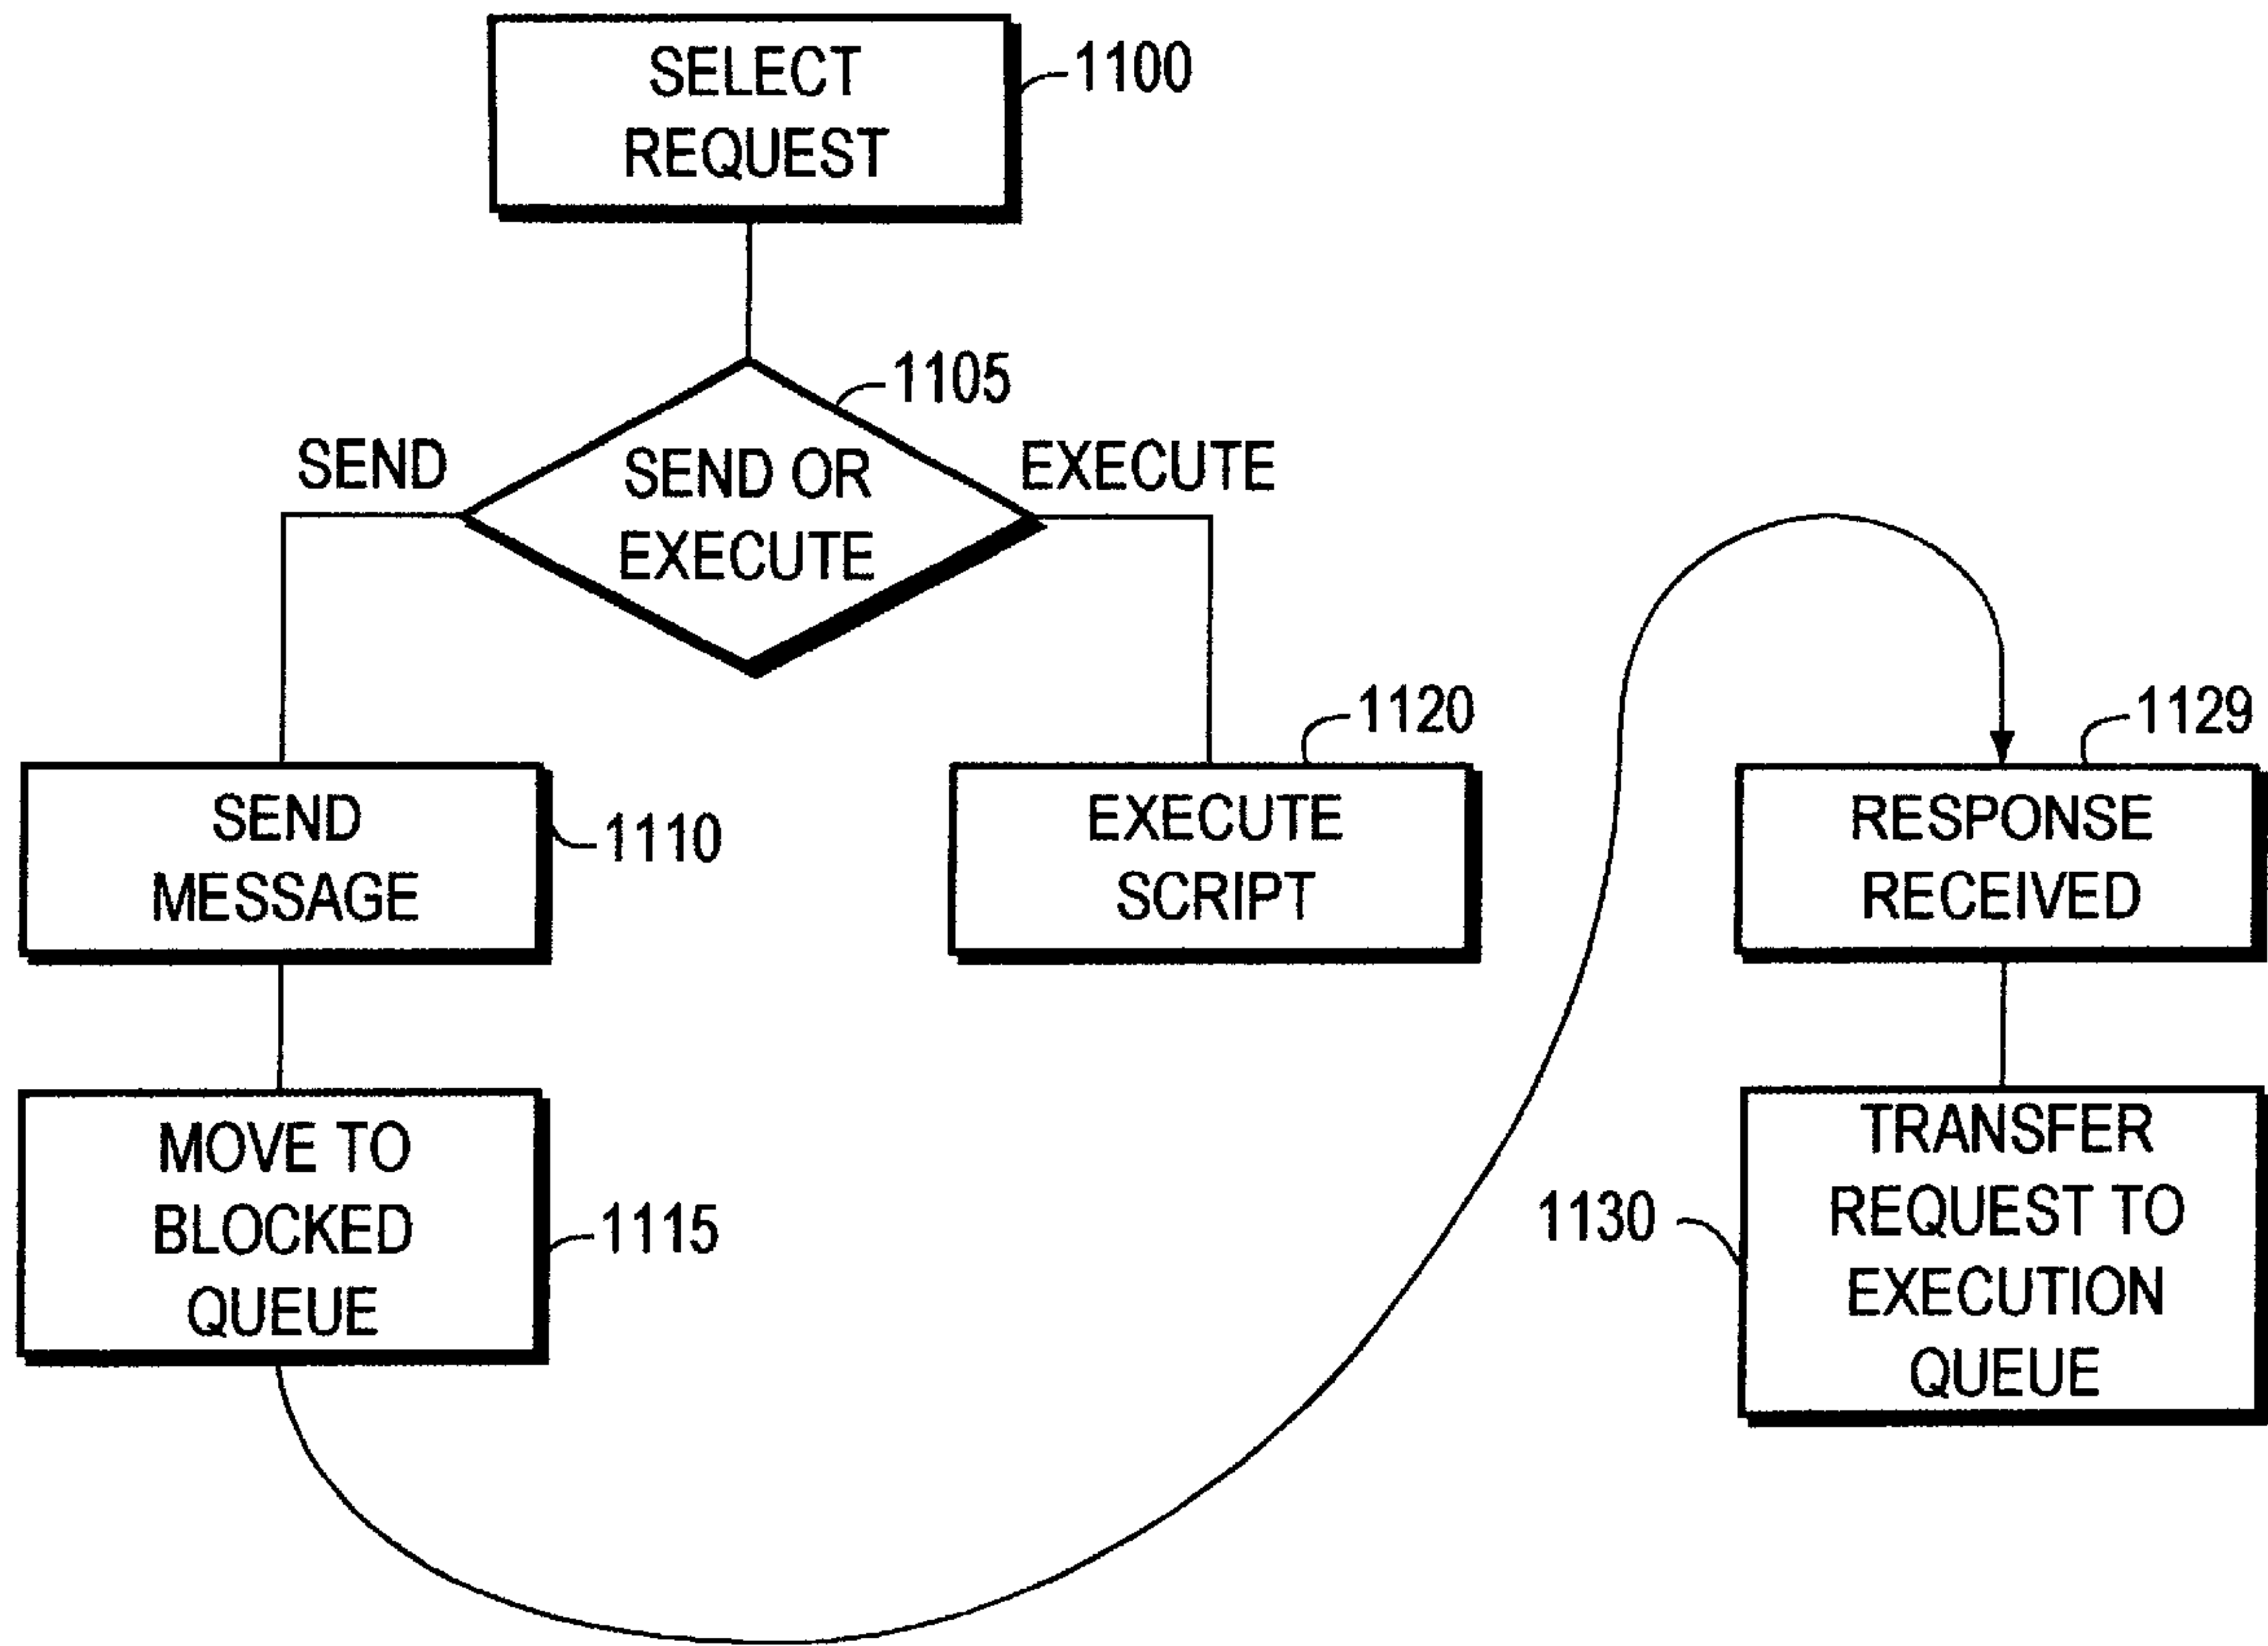 SELECT
REQUEST
1100
1105
SEND
SEND OR
EXECUTE
EXECUTE
SEND
MESSAGE
1110
MOVE TO
BLOCKED
QUEUE
1115
1120
EXECUTE
SCRIPT
1129
RESPONSE
RECEIVED
1130
TRANSFER
REQUEST TO
EXECUTION
QUEUE